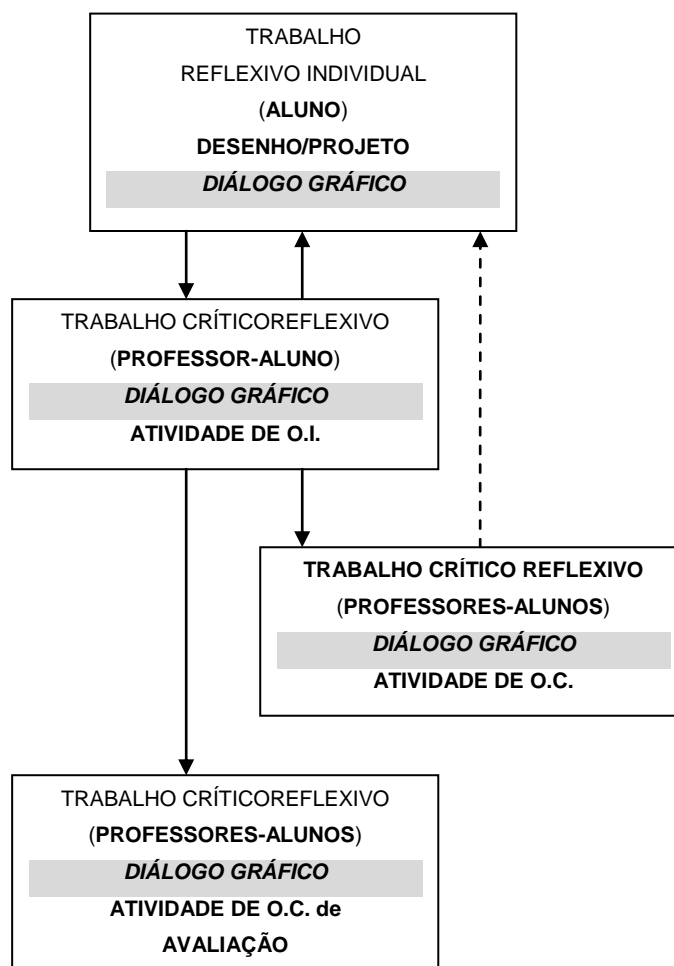 TRABALHO
REFLEXIVO INDIVIDUAL
(ALUNO)
DESENHO/PROJETO
DIÁLOGO GRÁFICO
TRABALHO CRÍTICOREFLEXIVO
(PROFESSOR-ALUNO)
DIÁLOGO GRÁFICO
ATIVIDADE DE O.I.
TRABALHO CRÍTICO REFLEXIVO
(PROFESSORES-ALUNOS)
DIÁLOGO GRÁFICO
ATIVIDADE DE O.C.
TRABALHO CRÍTICOREFLEXIVO
(PROFESSORES-ALUNOS)
DIÁLOGO GRÁFICO
ATIVIDADE DE O.C. de
AVALIAÇÃO